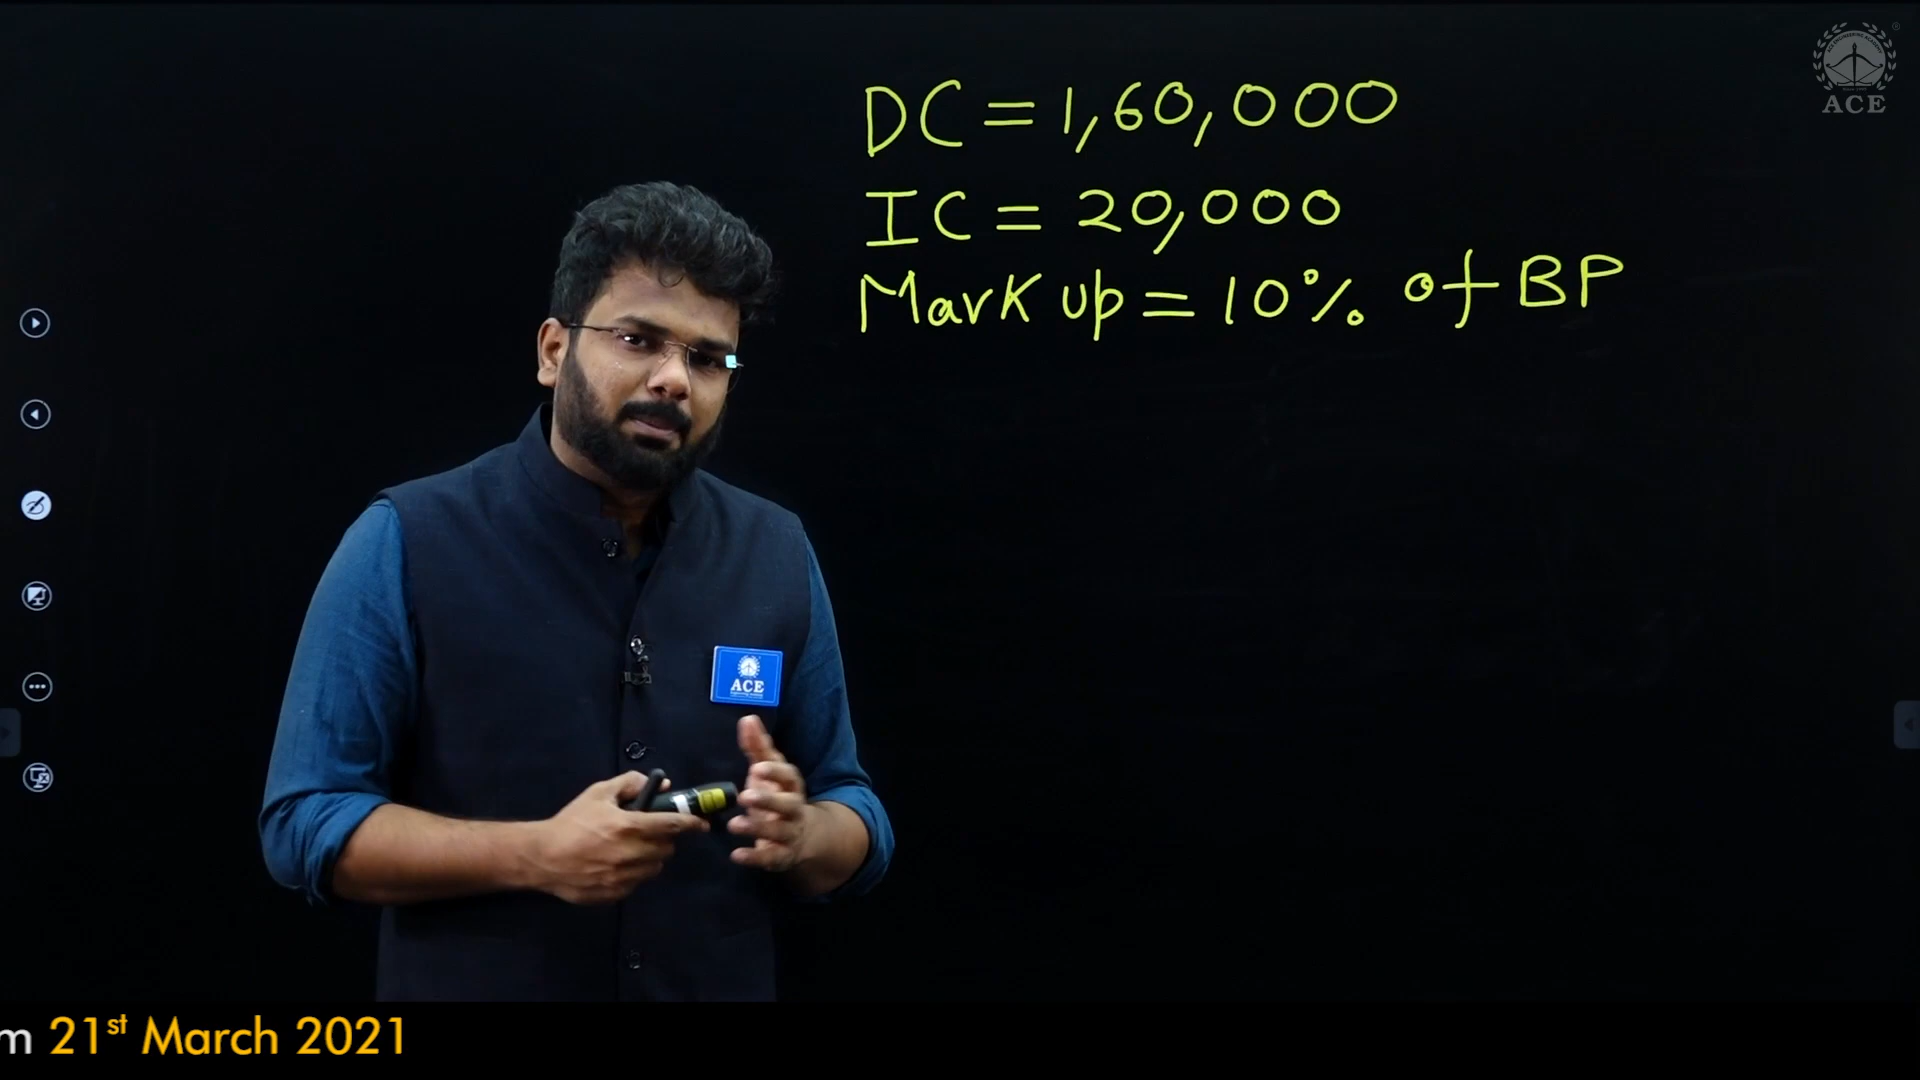 DC = 1,60,000
IC = 20,000
Mark up = 10% of BP
ACE
ACE
m 21st March 2021